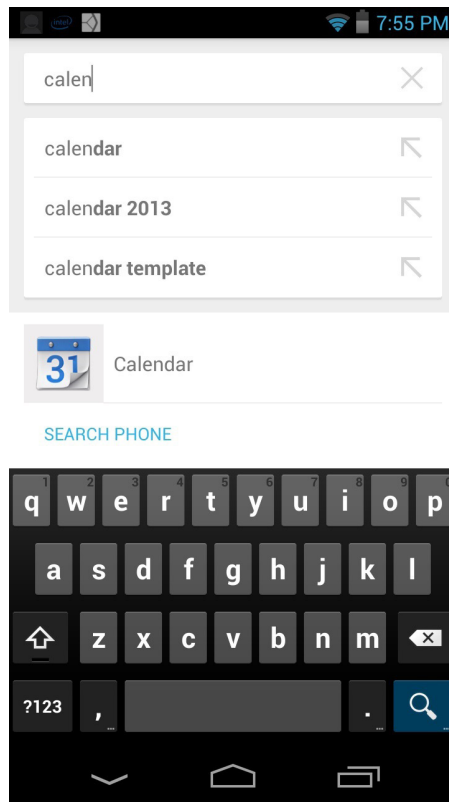 intel
7:55 PM
calen
calendar
calendar 2013
calendar template
31 Calendar
SEARCH PHONE
1 2 3 4 5 6 7 8 9 0
q w e r t y u i o p
a s d f g h j k l
z x c v b n m
?123 , ... . ... ...